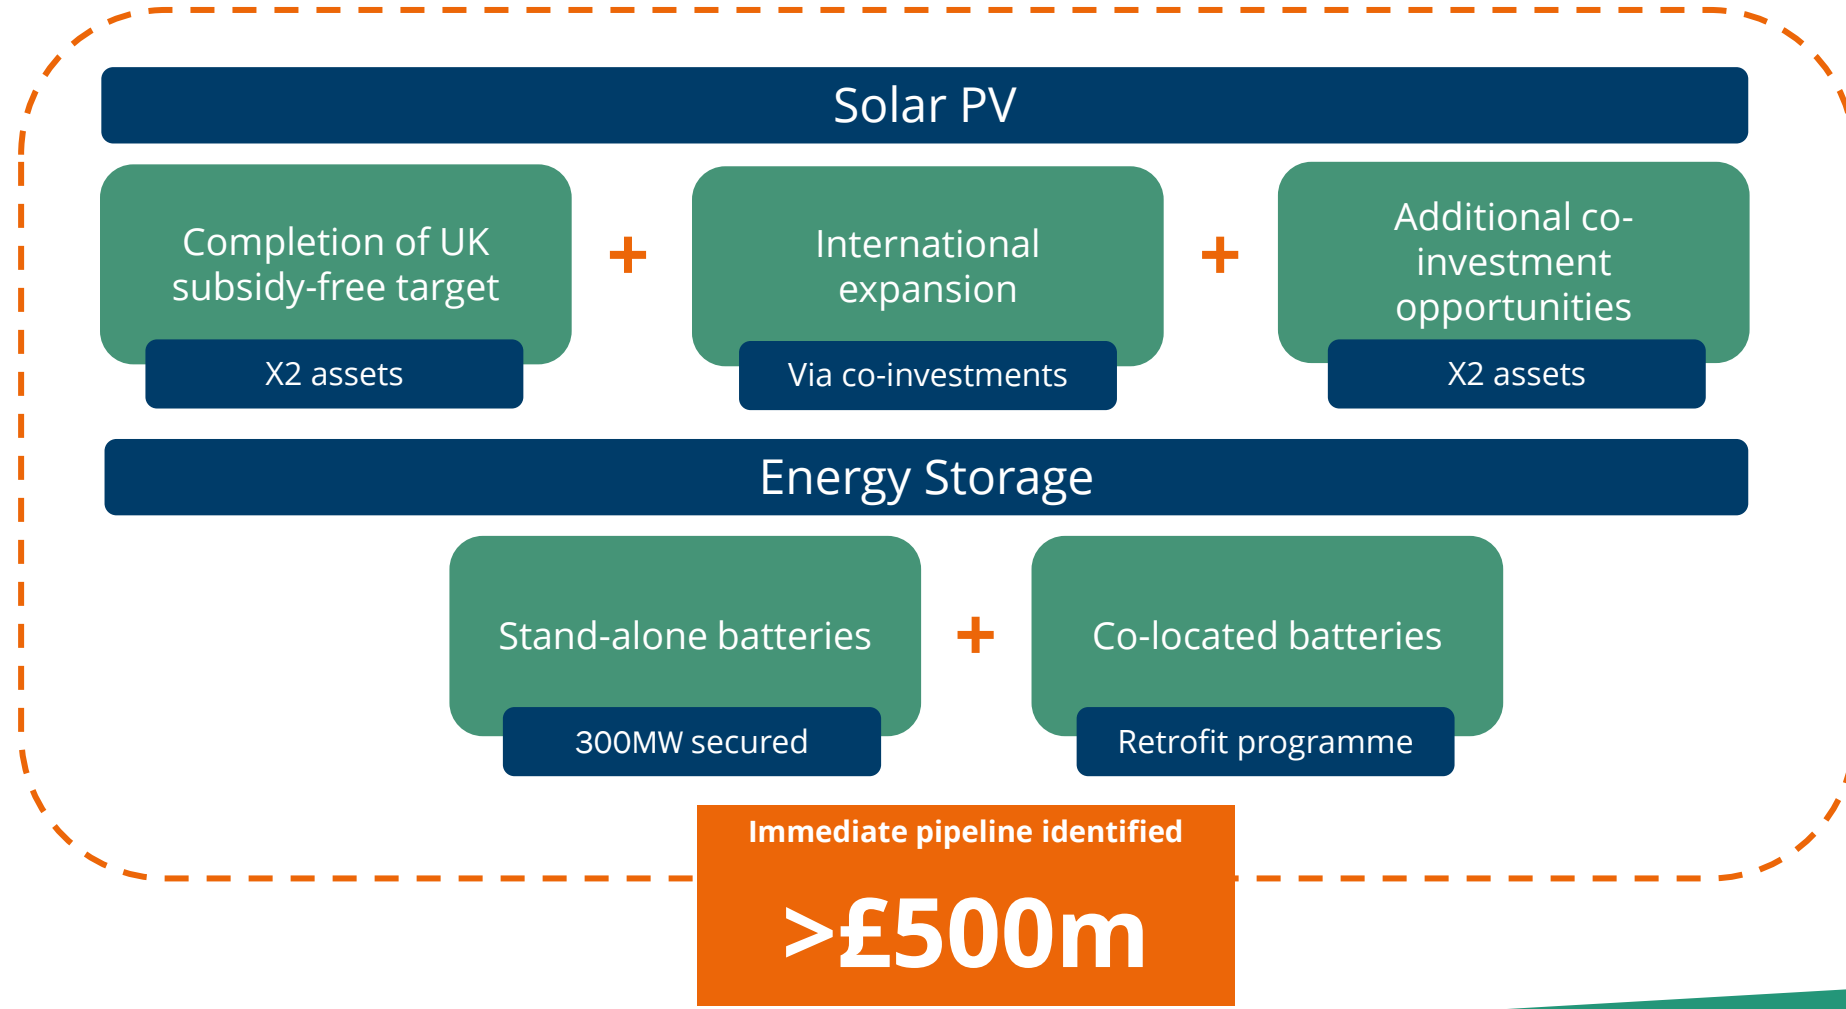 Solar PV
Completion of UK
subsidy-free target
X2 assets
+
International
expansion
Via co-investments
+
Additional co-
investment
opportunities
X2 assets
Energy Storage
Stand-alone batteries
300MW secured
+
Co-located batteries
Retrofit programme
Immediate pipeline identified
>£500m